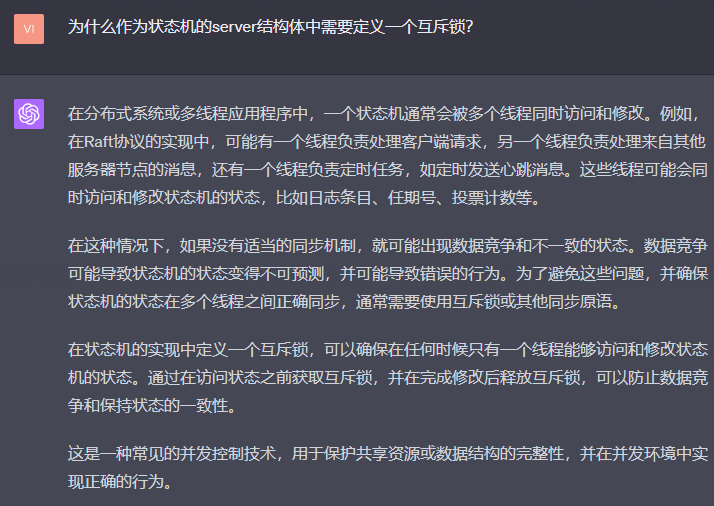 VI
为什么作为状态机的server结构体中需要定义一个互斥锁?
在分布式系统或多线程应用程序中，一个状态机通常会被多个线程同时访问和修改。例如，
在Raft协议的实现中，可能有一个线程负责处理客户端请求，另一个线程负责处理来自其他
服务器节点的消息，还有一个线程负责定时任务，如定时发送心跳消息。这些线程可能会同
时访问和修改状态机的状态，比如日志条目、任期号、投票计数等。
在这种情况下，如果没有适当的同步机制，就可能出现数据竞争和不一致的状态。数据竞争
可能导致状态机的状态变得不可预测，并可能导致错误的行为。为了避免这些问题，并确保
状态机的状态在多个线程之间正确同步，通常需要使用互斥锁或其他同步原语。
在状态机的实现中定义一个互斥锁，可以确保在任何时候只有一个线程能够访问和修改状态
机的状态。通过在访问状态之前获取互斥锁，并在完成修改后释放互斥锁，可以防止数据竞
争和保持状态的一致性。
这是一种常见的并发控制技术，用于保护共享资源或数据结构的完整性，并在并发环境中实
现正确的行为。